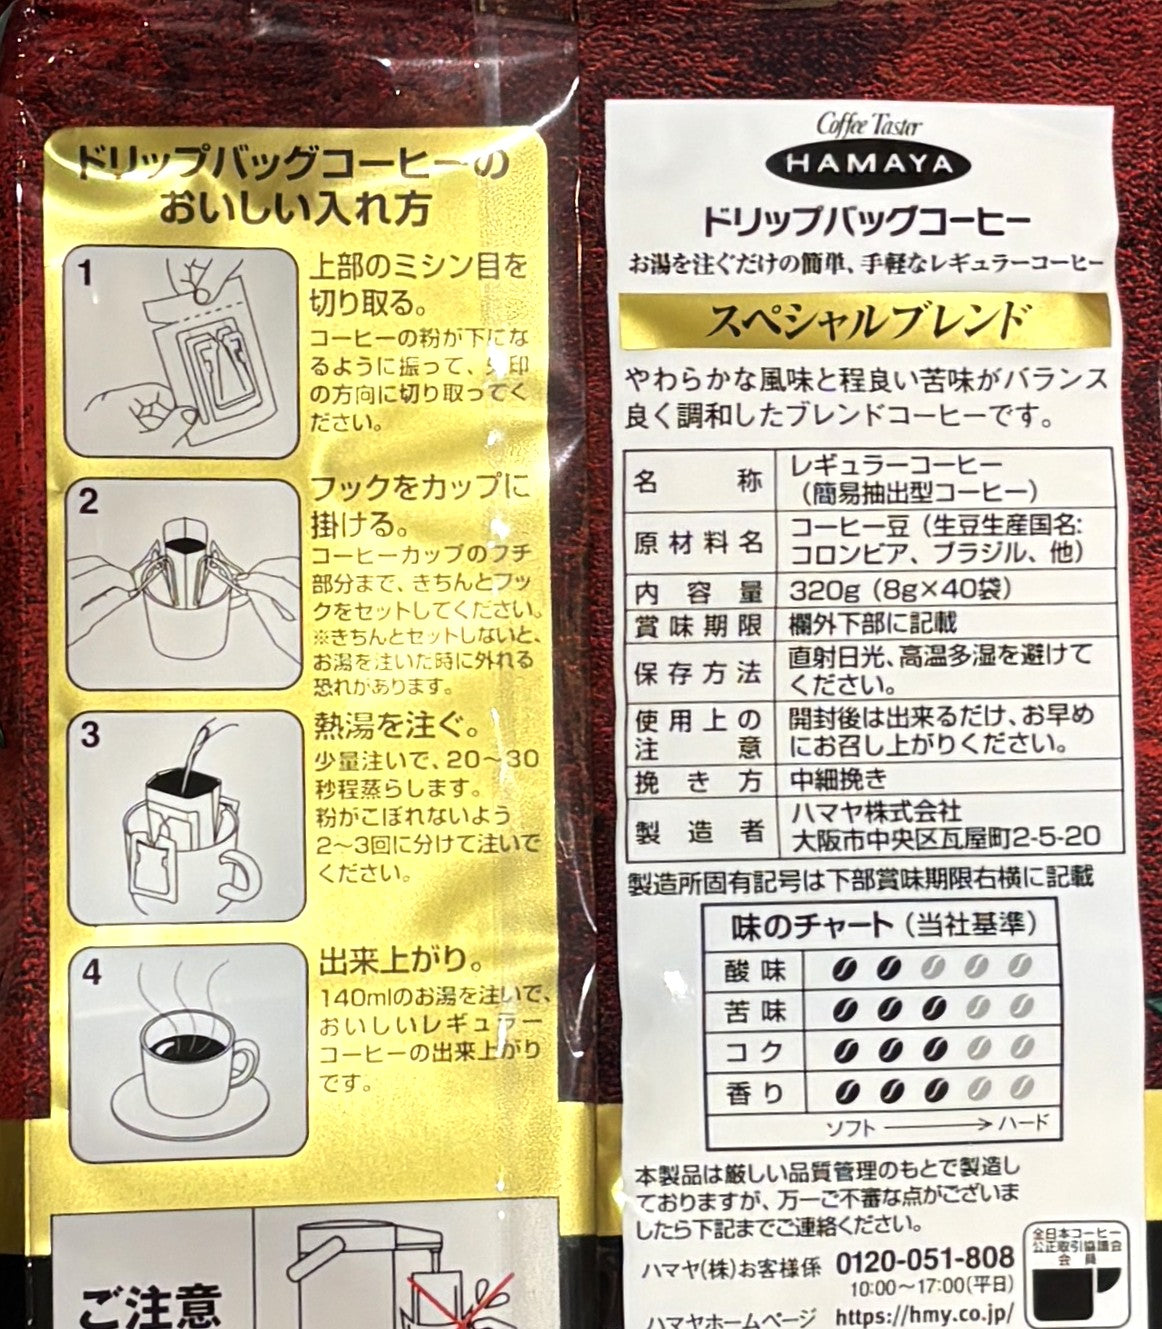 ドリップバッグコーヒーの
おいしい入れ方
1
上部のミシン目を
切り取る。
コーヒーの粉が下にな
るように振って、矢印
の方向に切り取ってく
ださい。
2
フックをカップに
掛ける。
コーヒーカップのフチ
部分まで、きちんとフッ
クをセットしてください。
※きちんとセットしないと、
お湯を注いだ時に外れる
恐れがあります。
3
熱湯を注ぐ。
少量注いで、20〜30
秒程蒸らします。
粉がこぼれないよう
2〜3回に分けて注いで
ください。
4
出来上がり。
140mlのお湯を注いで、
おいしいレギュラー
コーヒーの出来上がり
です。
ご注意
Coffee Taster
HAMAYA
ドリップバッグコーヒー
お湯を注ぐだけの簡単、手軽なレギュラーコーヒー
スペシャルブレンド
やわらかな風味と程良い苦味がバランス
良く調和したブレンドコーヒーです。
名称 レギュラーコーヒー
（簡易抽出型コーヒー）
原材料名 コーヒー豆（生豆生産国名:
コロンビア、ブラジル、他）
内容量 320g（8g×40袋）
賞味期限 欄外下部に記載
保存方法 直射日光、高温多湿を避けて
ください。
使用上の 開封後は出来るだけ、お早め
注意 にお召し上がりください。
挽き方 中細挽き
製造者 ハマヤ株式会社
大阪市中央区瓦屋町2-5-20
製造所固有記号は下部賞味期限右横に記載
味のチャート（当社基準）
酸味
苦味
コク
香り
ソフト → ハード
本製品は厳しい品質管理のもとで製造し
ておりますが、万一ご不審な点がございま
したら下記までご連絡ください。
ハマヤ(株)お客様係 0120-051-808
10:00〜17:00(平日)
ハマヤホームページ https://hmy.co.jp/
全日本コーヒー
公正取引協議会
会員